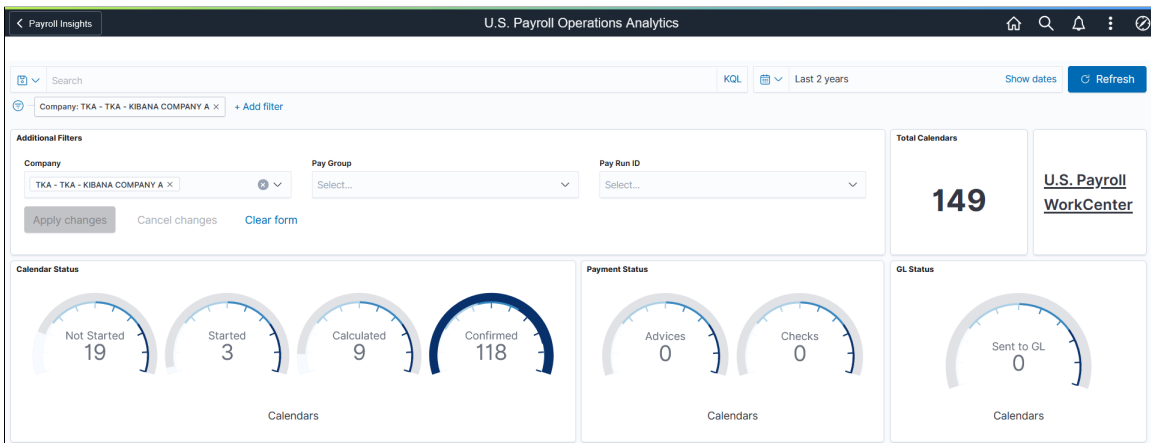 Payroll Insights
U.S. Payroll Operations Analytics
Search
KQL
Last 2 years
Show dates
Refresh
Company: TKA - TKA - KIBANA COMPANY A ×
+ Add filter
Additional Filters
Company
Pay Group
Pay Run ID
TKA - TKA - KIBANA COMPANY A ×
Select...
Select...
Apply changes
Cancel changes
Clear form
Total Calendars
149
U.S. Payroll
WorkCenter
Calendar Status
Not Started
19
Started
3
Calculated
9
Confirmed
118
Calendars
Payment Status
Advices
0
Checks
0
Calendars
GL Status
Sent to GL
0
Calendars